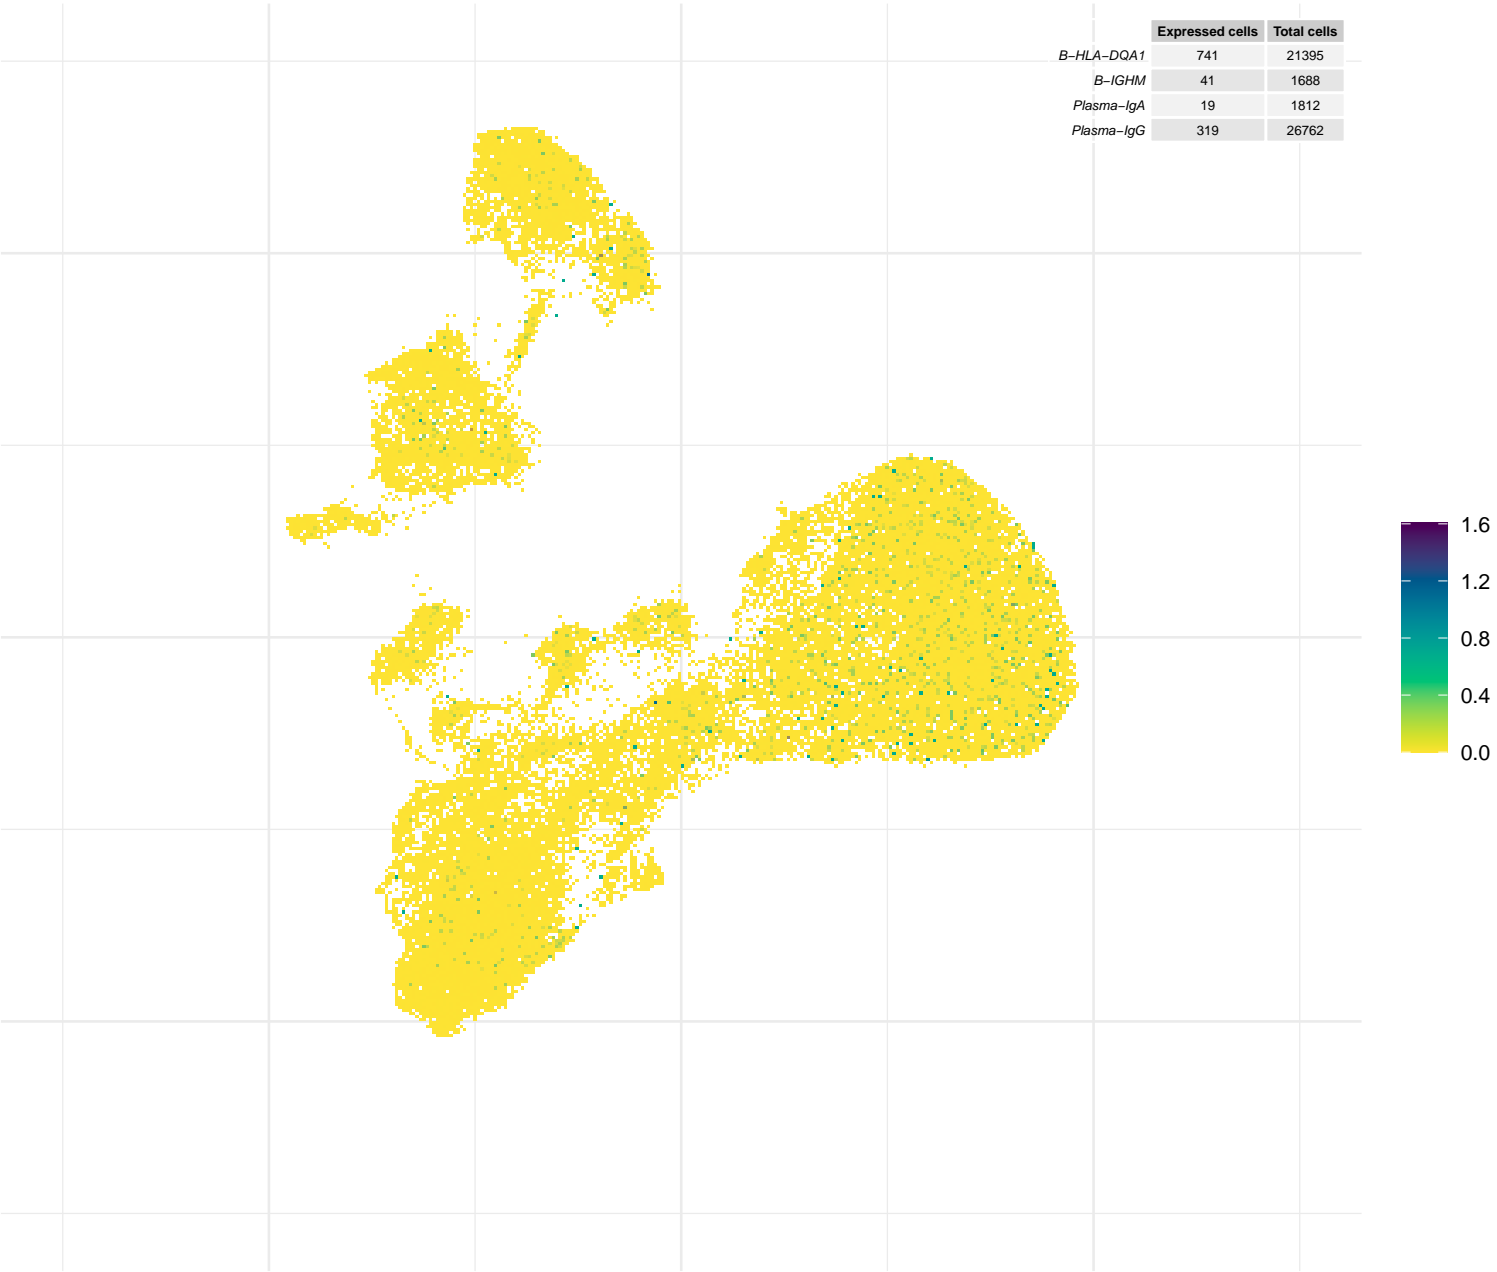 Expressed cells Total cells
B−HLA−DQA1 741 21395
B−IGHM 41 1688
Plasma−IgA 19 1812
Plasma−IgG 319 26762
1.6
1.2
0.8
0.4
0.0